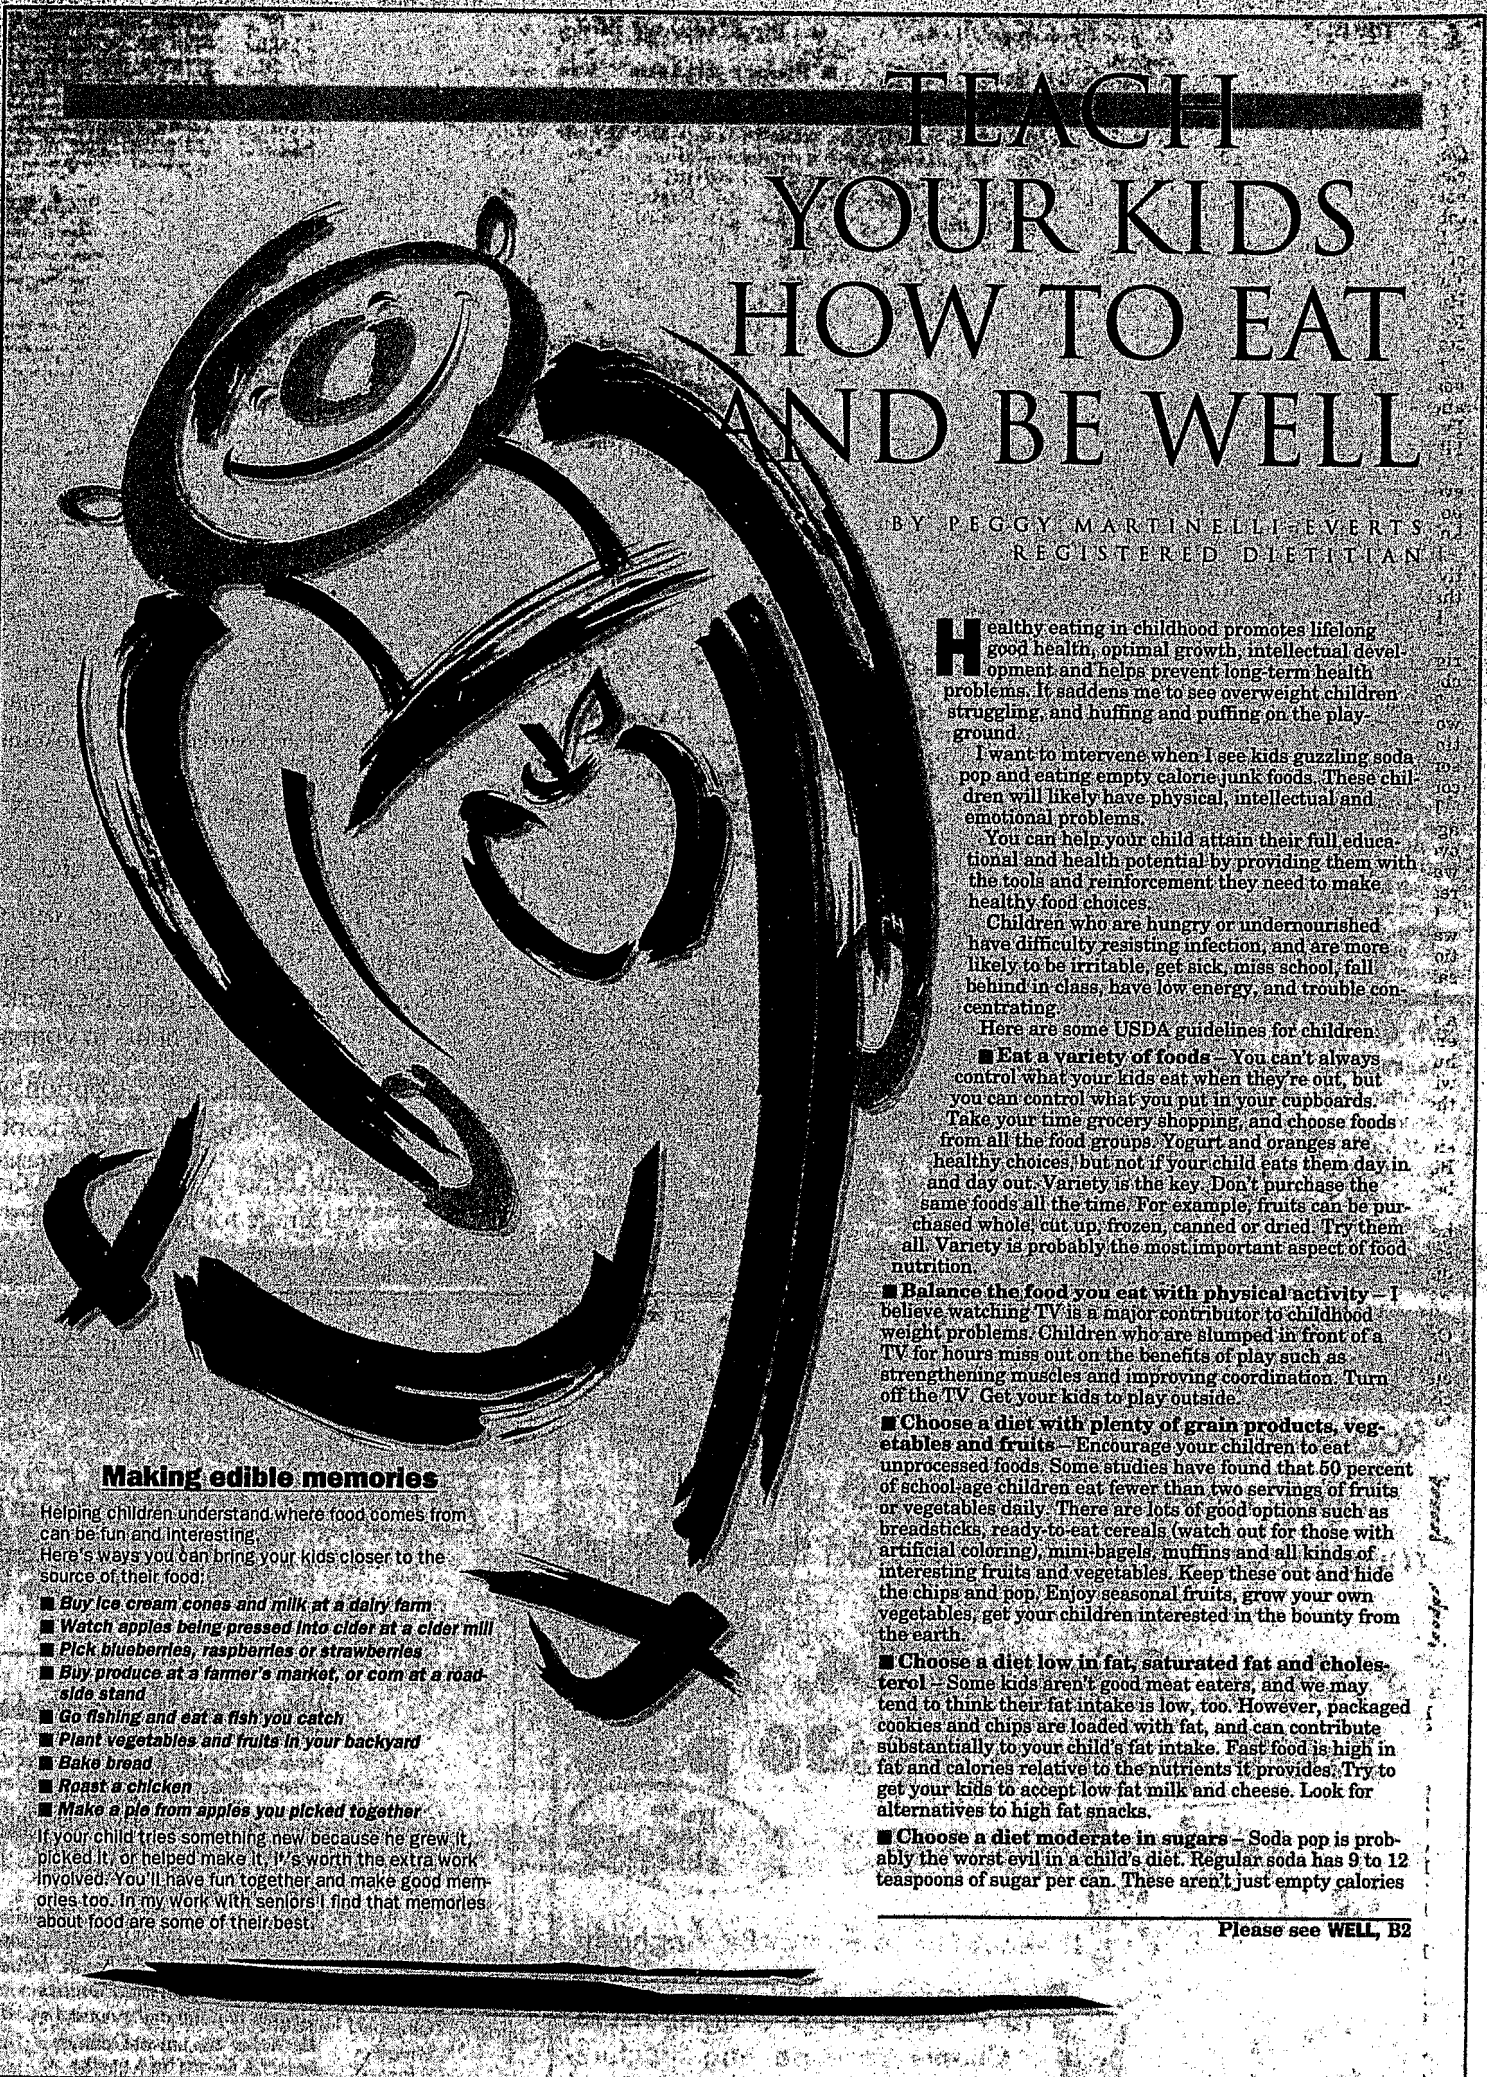 TEACH
YOUR KIDS
HOW TO EAT
AND BE WELL
BY PEGGY MARTINELLI-EVERTS
REGISTERED DIETITIAN
Healthy eating in childhood promotes lifelong
good health, optimal growth, intellectual devel-
opment and helps prevent long-term health
problems. It saddens me to see overweight children
struggling, and huffing and puffing on the play-
ground.
I want to intervene when I see kids guzzling soda
pop and eating empty calorie junk foods. These chil-
dren will likely have physical, intellectual and
emotional problems.
You can help your child attain their full educa-
tional and health potential by providing them with
the tools and reinforcement they need to make
healthy food choices.
Children who are hungry or undernourished
have difficulty resisting infection, and are more
likely to be irritable, get sick, miss school, fall
behind in class, have low energy, and trouble con-
centrating.
Here are some USDA guidelines for children:
■ Eat a variety of foods – You can't always
control what your kids eat when they're out, but
you can control what you put in your cupboards.
Take your time grocery shopping, and choose foods
from all the food groups. Yogurt and oranges are
healthy choices, but not if your child eats them day in
and day out. Variety is the key. Don't purchase the
same foods all the time. For example, fruits can be pur-
chased whole, cut up, frozen, canned or dried. Try them
all. Variety is probably the most important aspect of food
nutrition.
■ Balance the food you eat with physical activity – I
believe watching TV is a major contributor to childhood
weight problems. Children who are slumped in front of a
TV for hours miss out on the benefits of play such as
strengthening muscles and improving coordination. Turn
off the TV. Get your kids to play outside.
■ Choose a diet with plenty of grain products, veg-
etables and fruits – Encourage your children to eat
unprocessed foods. Some studies have found that 50 percent
of school-age children eat fewer than two servings of fruits
or vegetables daily. There are lots of good options such as
breadsticks, ready-to-eat cereals (watch out for those with
artificial coloring), mini-bagels, muffins and all kinds of
interesting fruits and vegetables. Keep these out and hide
the chips and pop. Enjoy seasonal fruits, grow your own
vegetables, get your children interested in the bounty from
the earth.
■ Choose a diet low in fat, saturated fat and choles-
terol – Some kids aren't good meat eaters, and we may
tend to think their fat intake is low, too. However, packaged
cookies and chips are loaded with fat, and can contribute
substantially to your child's fat intake. Fast food is high in
fat and calories relative to the nutrients it provides. Try to
get your kids to accept low fat milk and cheese. Look for
alternatives to high fat snacks.
■ Choose a diet moderate in sugars – Soda pop is prob-
ably the worst evil in a child's diet. Regular soda has 9 to 12
teaspoons of sugar per can. These aren't just empty calories
Please see WELL, B2
Making edible memories
Helping children understand where food comes from
can be fun and interesting.
Here's ways you can bring your kids closer to the
source of their food:
■ Buy ice cream cones and milk at a dairy farm
■ Watch apples being pressed into cider at a cider mill
■ Pick blueberries, raspberries or strawberries
■ Buy produce at a farmer's market, or corn at a road-
side stand
■ Go fishing and eat a fish you catch
■ Plant vegetables and fruits in your backyard
■ Bake bread
■ Roast a chicken
■ Make a pie from apples you picked together
If your child tries something new because he grew it,
picked it, or helped make it, it's worth the extra work
involved. You'll have fun together and make good mem-
ories too. In my work with seniors I find that memories
about food are some of their best.